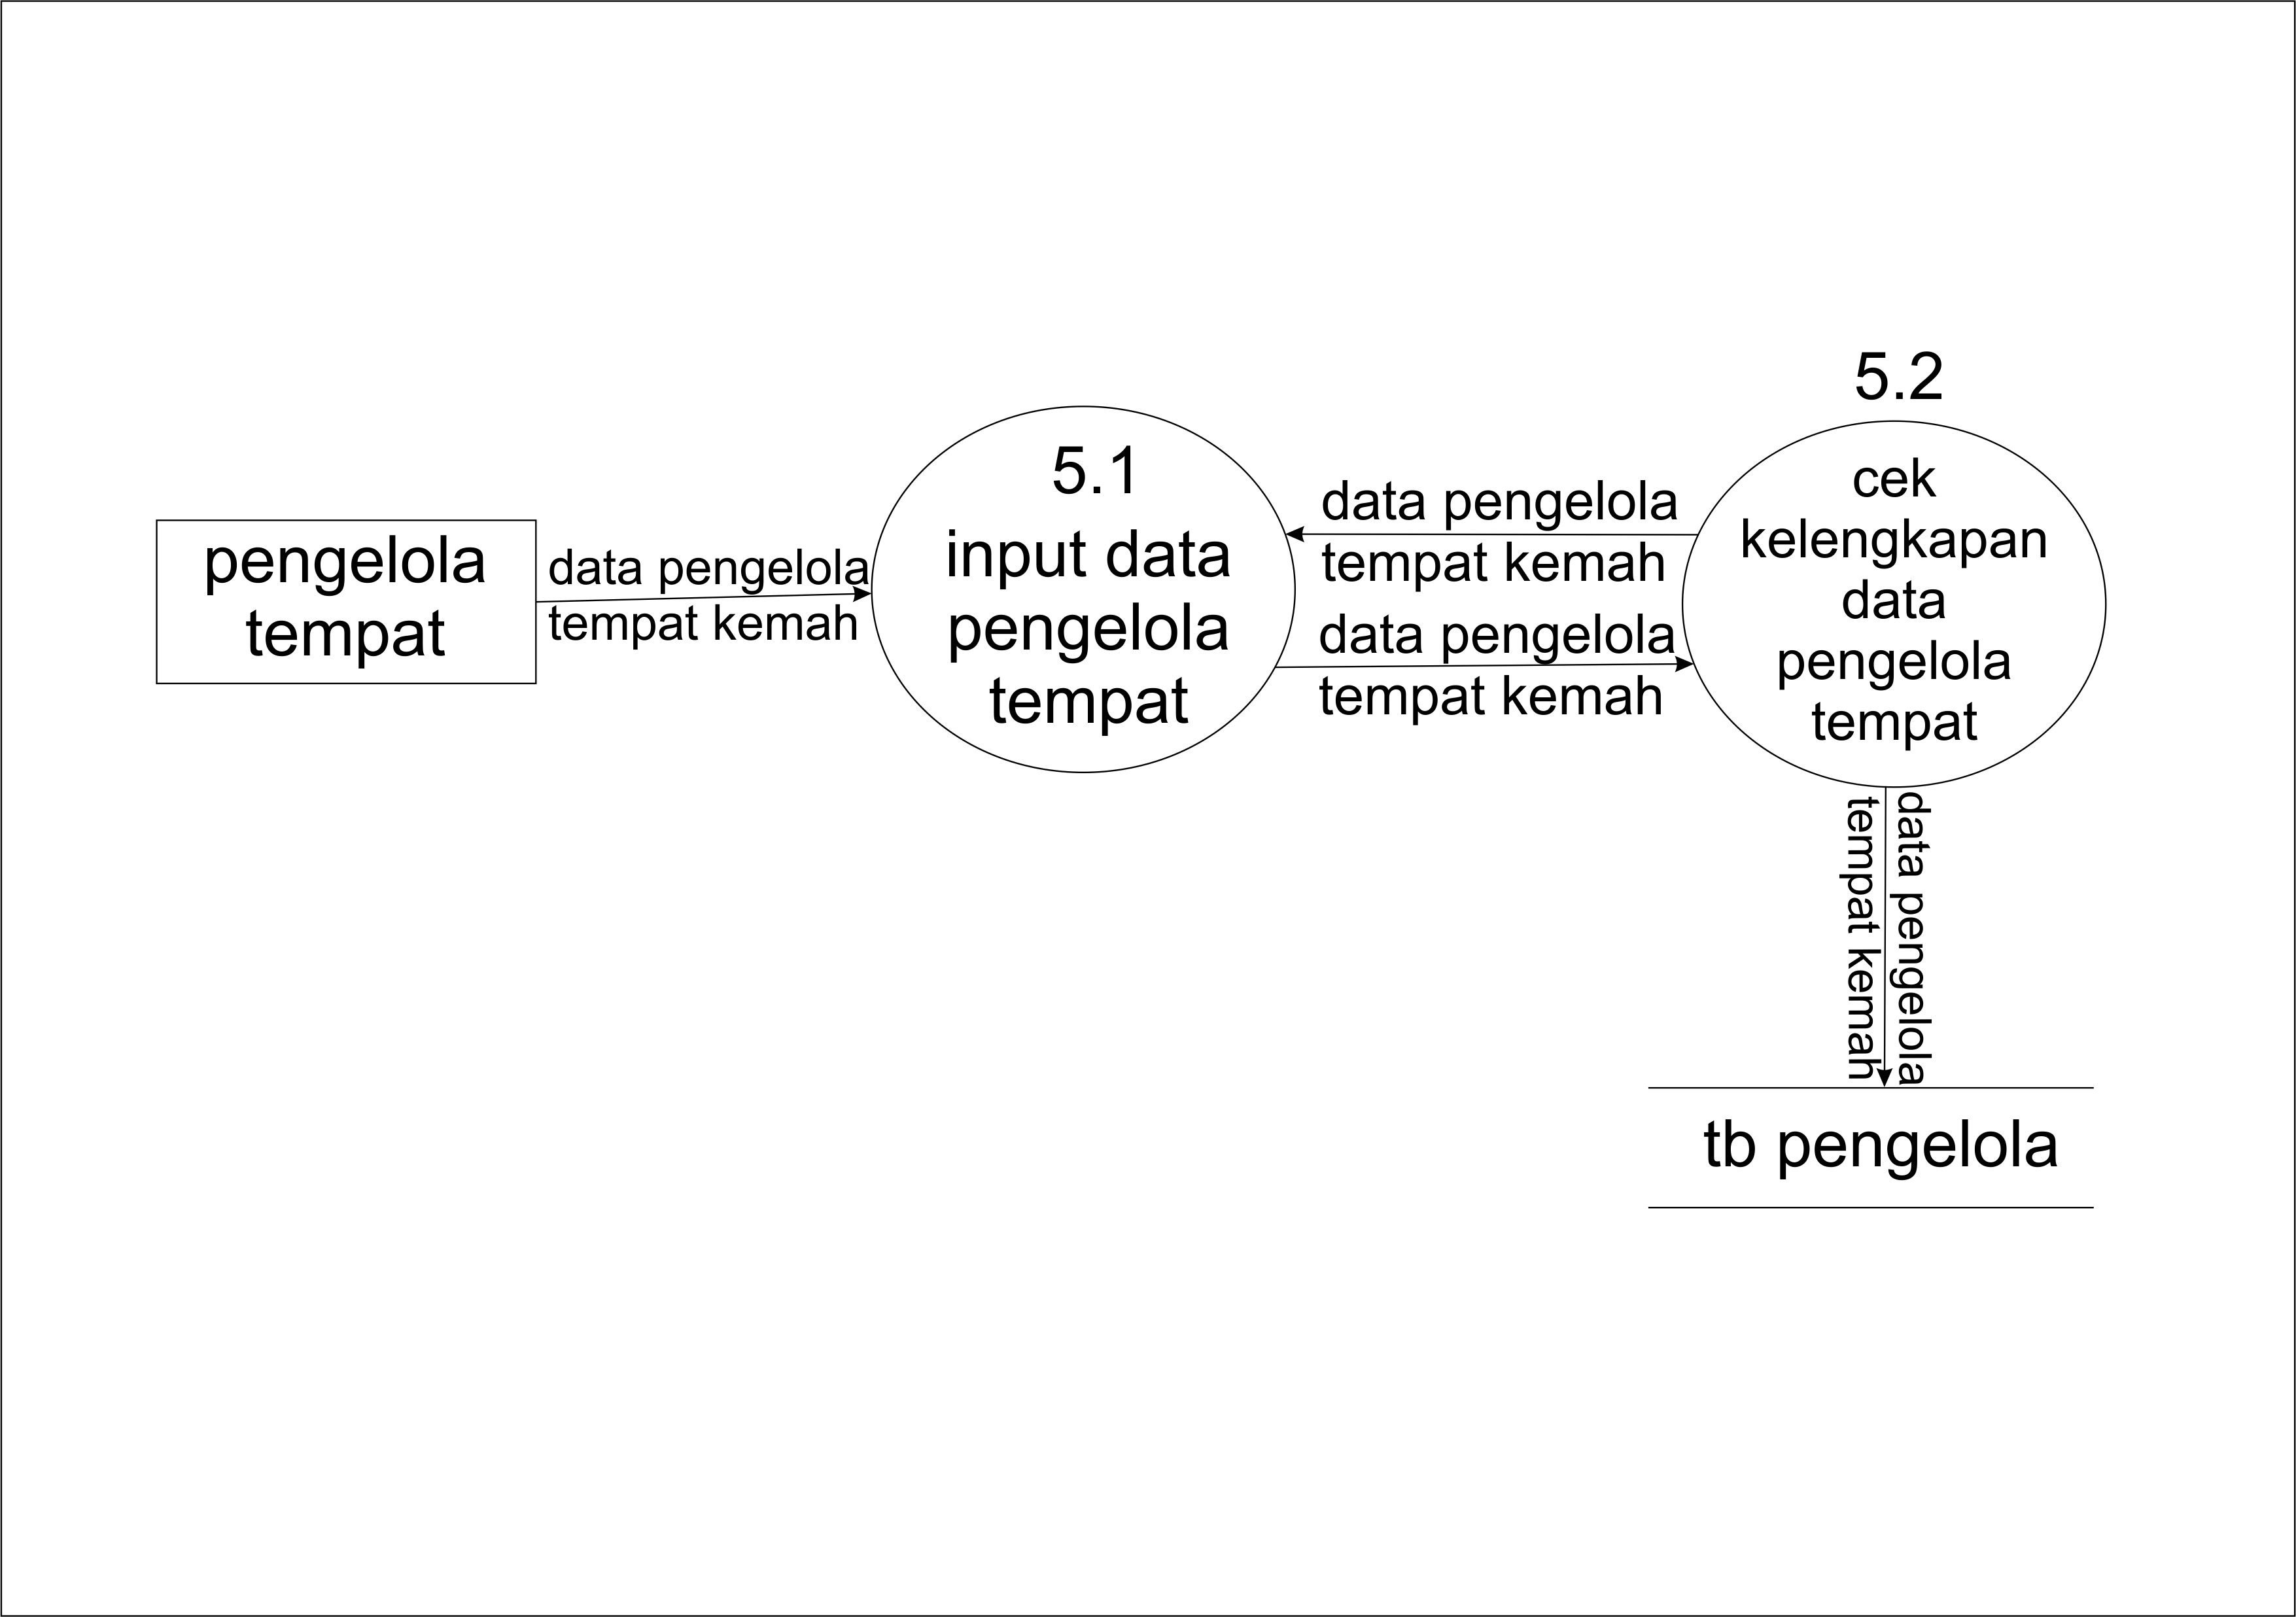 pengelola
tempat
data pengelola
tempat kemah
5.1
input data
pengelola
tempat
data pengelola
tempat kemah
data pengelola
tempat kemah
5.2
cek
kelengkapan
data
pengelola
tempat
data pengelola
tempat kemah
tb pengelola